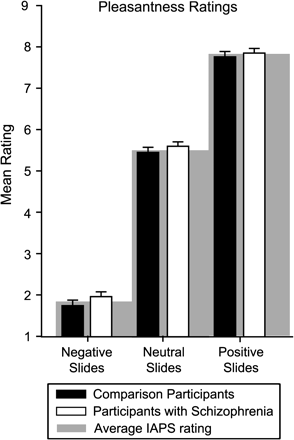 Pleasantness Ratings
9
8
7
6
5
4
3
2
1
Mean Rating
Negative Slides
Neutral Slides
Positive Slides
Comparison Participants
Participants with Schizophrenia
Average IAPS rating